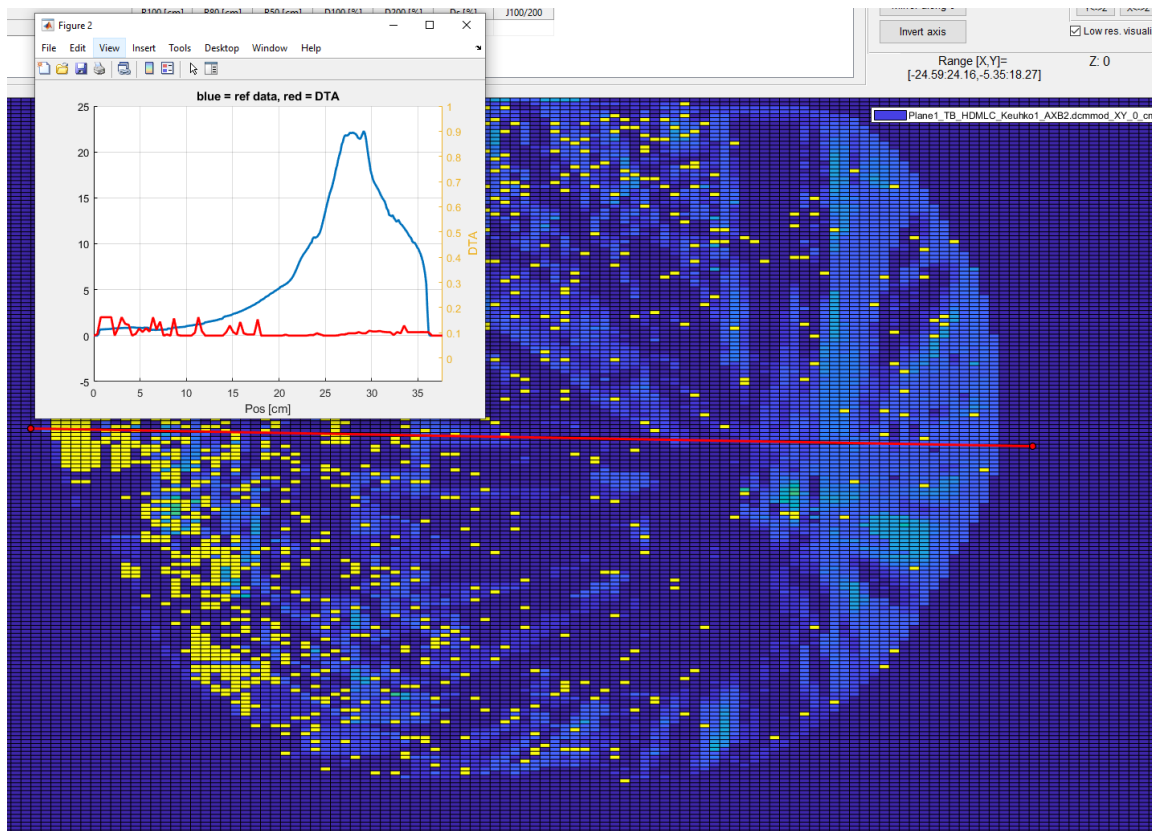 R100 [cm] R80 [cm] R50 [cm] D100 [%] D200 [%] Ds [%] J100/200
Figure 2
File Edit View Insert Tools Desktop Window Help
blue = ref data, red = DTA
25
20
15
10
5
0
-5
1
0.9
0.8
0.7
0.6
0.5
0.4
0.3
0.2
0.1
0
DTA
0 5 10 15 20 25 30 35
Pos [cm]
Invert axis
Low res. visuali
Range [X,Y]=
[-24.59:24.16,-5.35:18.27]
Z: 0
Plane1_TB_HDMLC_Keuhko1_AXB2.dcmmod_XY_0_cm